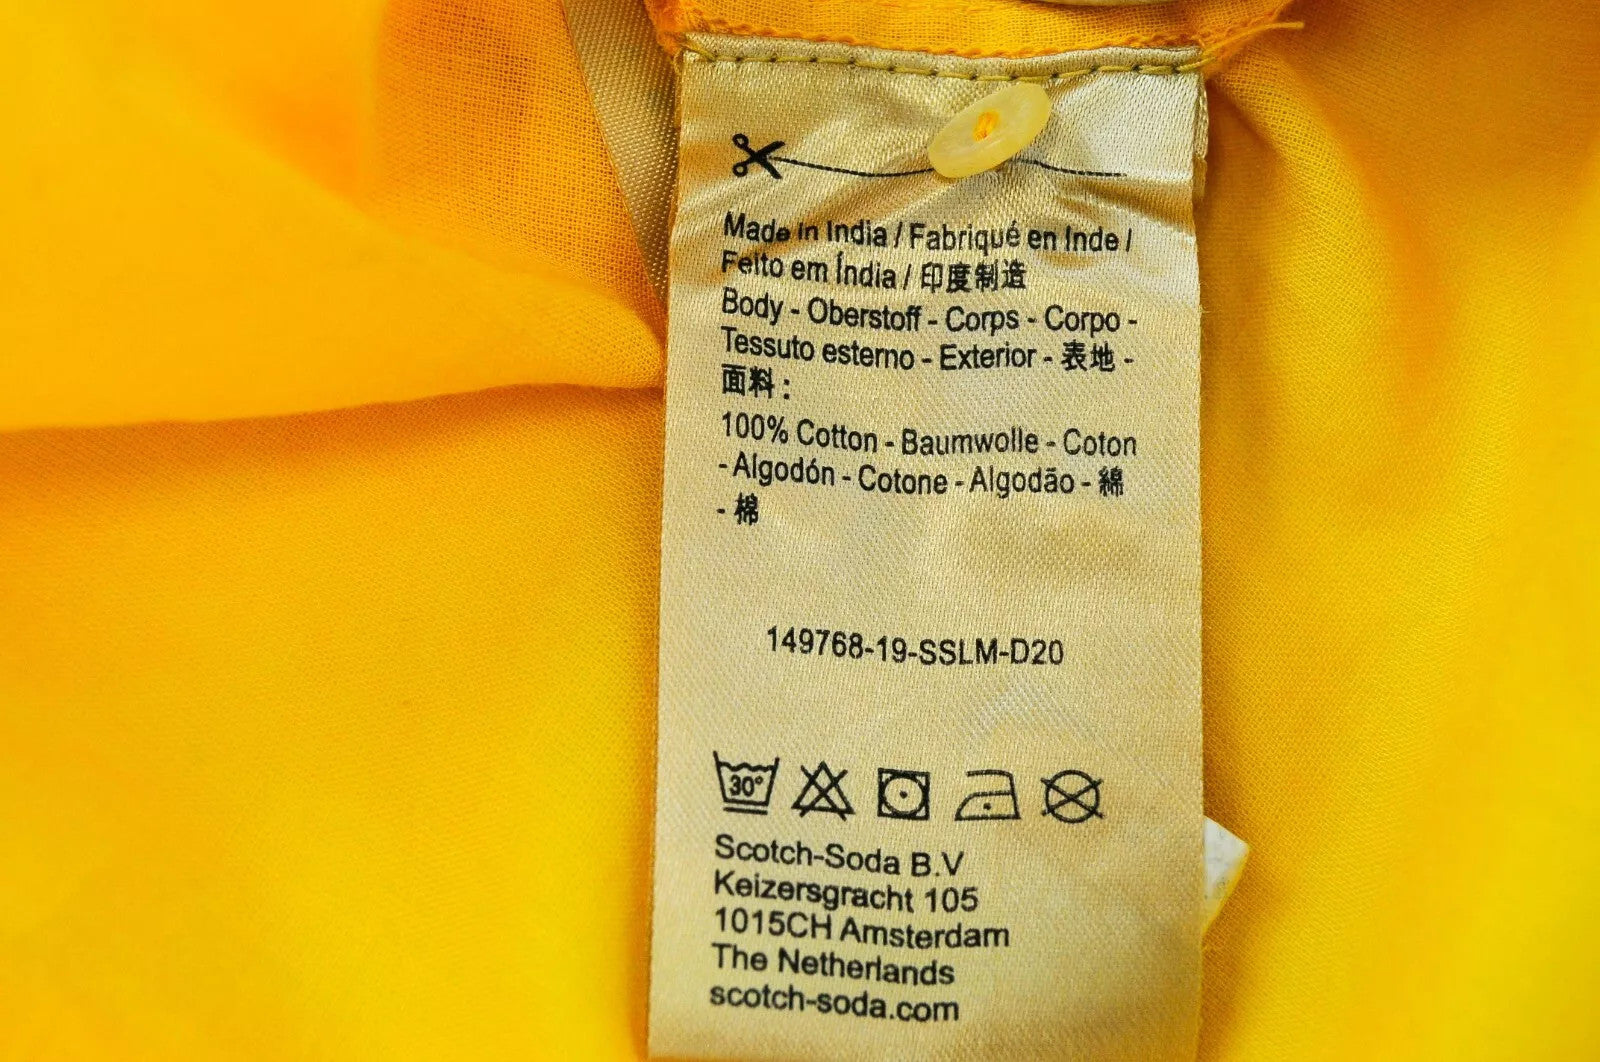 Made in India / Fabriqué en Inde /
Feito em Índia / 印度制造
Body - Oberstoff - Corps - Corpo -
Tessuto esterno - Exterior - 表地 -
面料 :
100% Cotton - Baumwolle - Coton
- Algodón - Cotone - Algodão - 綿
- 棉
149768-19-SSLM-D20
30°
Scotch-Soda B.V
Keizersgracht 105
1015CH Amsterdam
The Netherlands
scotch-soda.com